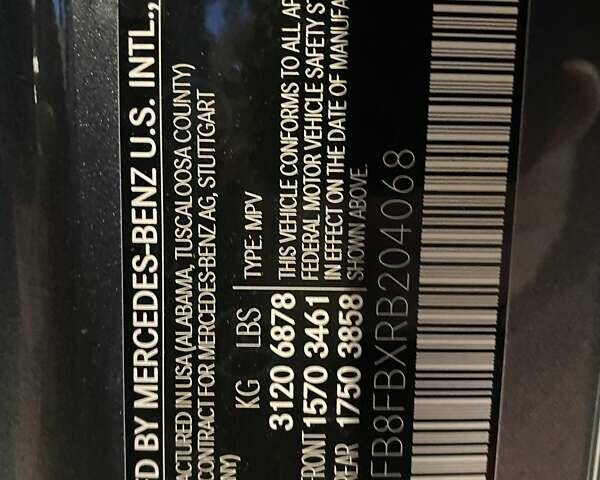 D BY MERCEDES-BENZ U.S. INTL.,
ACTURED IN USA (ALABAMA, TUSCALOOSA COUNTY)
CONTRACT FOR MERCEDES-BENZ AG, STUTTGART
NY)
KG LBS TYPE: MPV
3120 6878
FRONT 1570 3461
REAR 1750 3858
THIS VEHICLE CONFORMS TO ALL AP
FEDERAL MOTOR VEHICLE SAFETY ST
IN EFFECT ON THE DATE OF MANUFA
SHOWN ABOVE.
FB8FBXRB204068